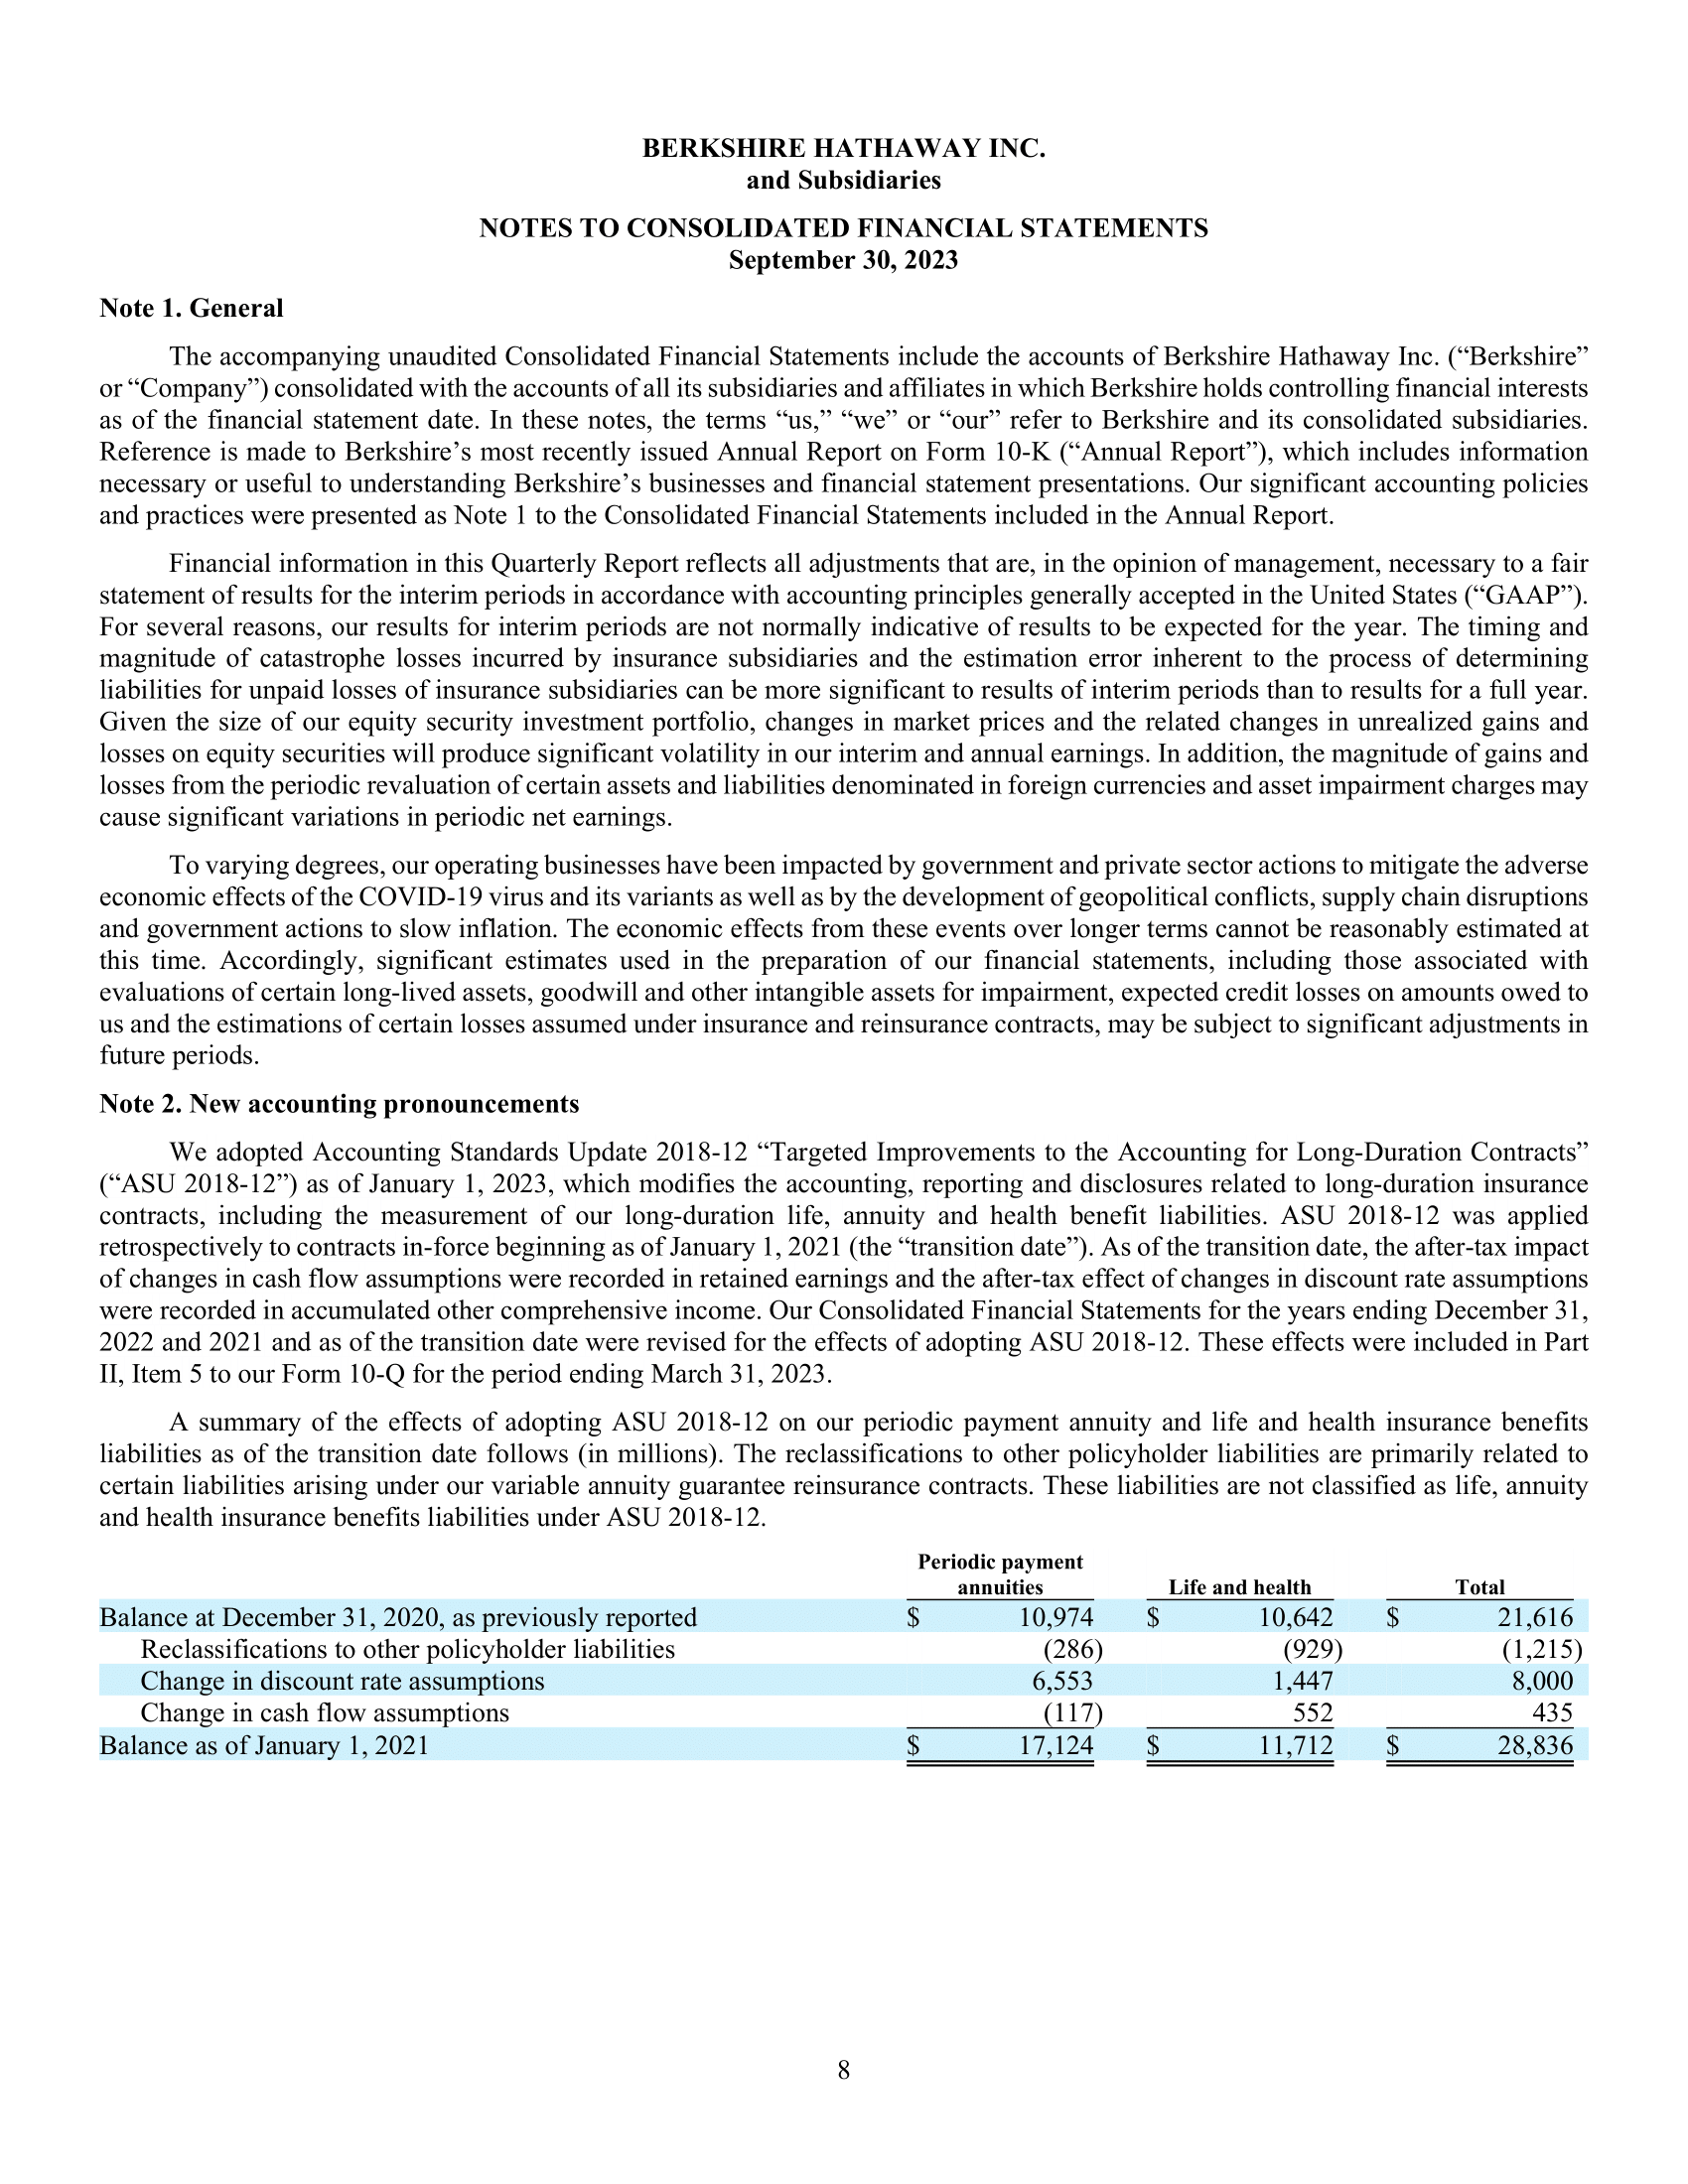 BERKSHIRE HATHAWAY INC.
and Subsidiaries
NOTES TO CONSOLIDATED FINANCIAL STATEMENTS
September 30, 2023
Note 1. General
The accompanying unaudited Consolidated Financial Statements include the accounts of Berkshire Hathaway Inc. (“Berkshire”
or “Company”) consolidated with the accounts of all its subsidiaries and affiliates in which Berkshire holds controlling financial interests
as of the financial statement date. In these notes, the terms “us,” “we” or “our” refer to Berkshire and its consolidated subsidiaries.
Reference is made to Berkshire’s most recently issued Annual Report on Form 10-K (“Annual Report”), which includes information
necessary or useful to understanding Berkshire’s businesses and financial statement presentations. Our significant accounting policies
and practices were presented as Note 1 to the Consolidated Financial Statements included in the Annual Report.
Financial information in this Quarterly Report reflects all adjustments that are, in the opinion of management, necessary to a fair
statement of results for the interim periods in accordance with accounting principles generally accepted in the United States (“GAAP”).
For several reasons, our results for interim periods are not normally indicative of results to be expected for the year. The timing and
magnitude of catastrophe losses incurred by insurance subsidiaries and the estimation error inherent to the process of determining
liabilities for unpaid losses of insurance subsidiaries can be more significant to results of interim periods than to results for a full year.
Given the size of our equity security investment portfolio, changes in market prices and the related changes in unrealized gains and
losses on equity securities will produce significant volatility in our interim and annual earnings. In addition, the magnitude of gains and
losses from the periodic revaluation of certain assets and liabilities denominated in foreign currencies and asset impairment charges may
cause significant variations in periodic net earnings.
To varying degrees, our operating businesses have been impacted by government and private sector actions to mitigate the adverse
economic effects of the COVID-19 virus and its variants as well as by the development of geopolitical conflicts, supply chain disruptions
and government actions to slow inflation. The economic effects from these events over longer terms cannot be reasonably estimated at
this time. Accordingly, significant estimates used in the preparation of our financial statements, including those associated with
evaluations of certain long-lived assets, goodwill and other intangible assets for impairment, expected credit losses on amounts owed to
us and the estimations of certain losses assumed under insurance and reinsurance contracts, may be subject to significant adjustments in
future periods.
Note 2. New accounting pronouncements
We adopted Accounting Standards Update 2018-12 “Targeted Improvements to the Accounting for Long-Duration Contracts”
(“ASU 2018-12”) as of January 1, 2023, which modifies the accounting, reporting and disclosures related to long-duration insurance
contracts, including the measurement of our long-duration life, annuity and health benefit liabilities. ASU 2018-12 was applied
retrospectively to contracts in-force beginning as of January 1, 2021 (the “transition date”). As of the transition date, the after-tax impact
of changes in cash flow assumptions were recorded in retained earnings and the after-tax effect of changes in discount rate assumptions
were recorded in accumulated other comprehensive income. Our Consolidated Financial Statements for the years ending December 31,
2022 and 2021 and as of the transition date were revised for the effects of adopting ASU 2018-12. These effects were included in Part
II, Item 5 to our Form 10-Q for the period ending March 31, 2023.
A summary of the effects of adopting ASU 2018-12 on our periodic payment annuity and life and health insurance benefits
liabilities as of the transition date follows (in millions). The reclassifications to other policyholder liabilities are primarily related to
certain liabilities arising under our variable annuity guarantee reinsurance contracts. These liabilities are not classified as life, annuity
and health insurance benefits liabilities under ASU 2018-12.
Periodic payment
annuities Life and health Total
Balance at December 31, 2020, as previously reported $ 10,974 $ 10,642 $ 21,616
Reclassifications to other policyholder liabilities (286) (929) (1,215)
Change in discount rate assumptions 6,553 1,447 8,000
Change in cash flow assumptions (117) 552 435
Balance as of January 1, 2021 $ 17,124 $ 11,712 $ 28,836
8